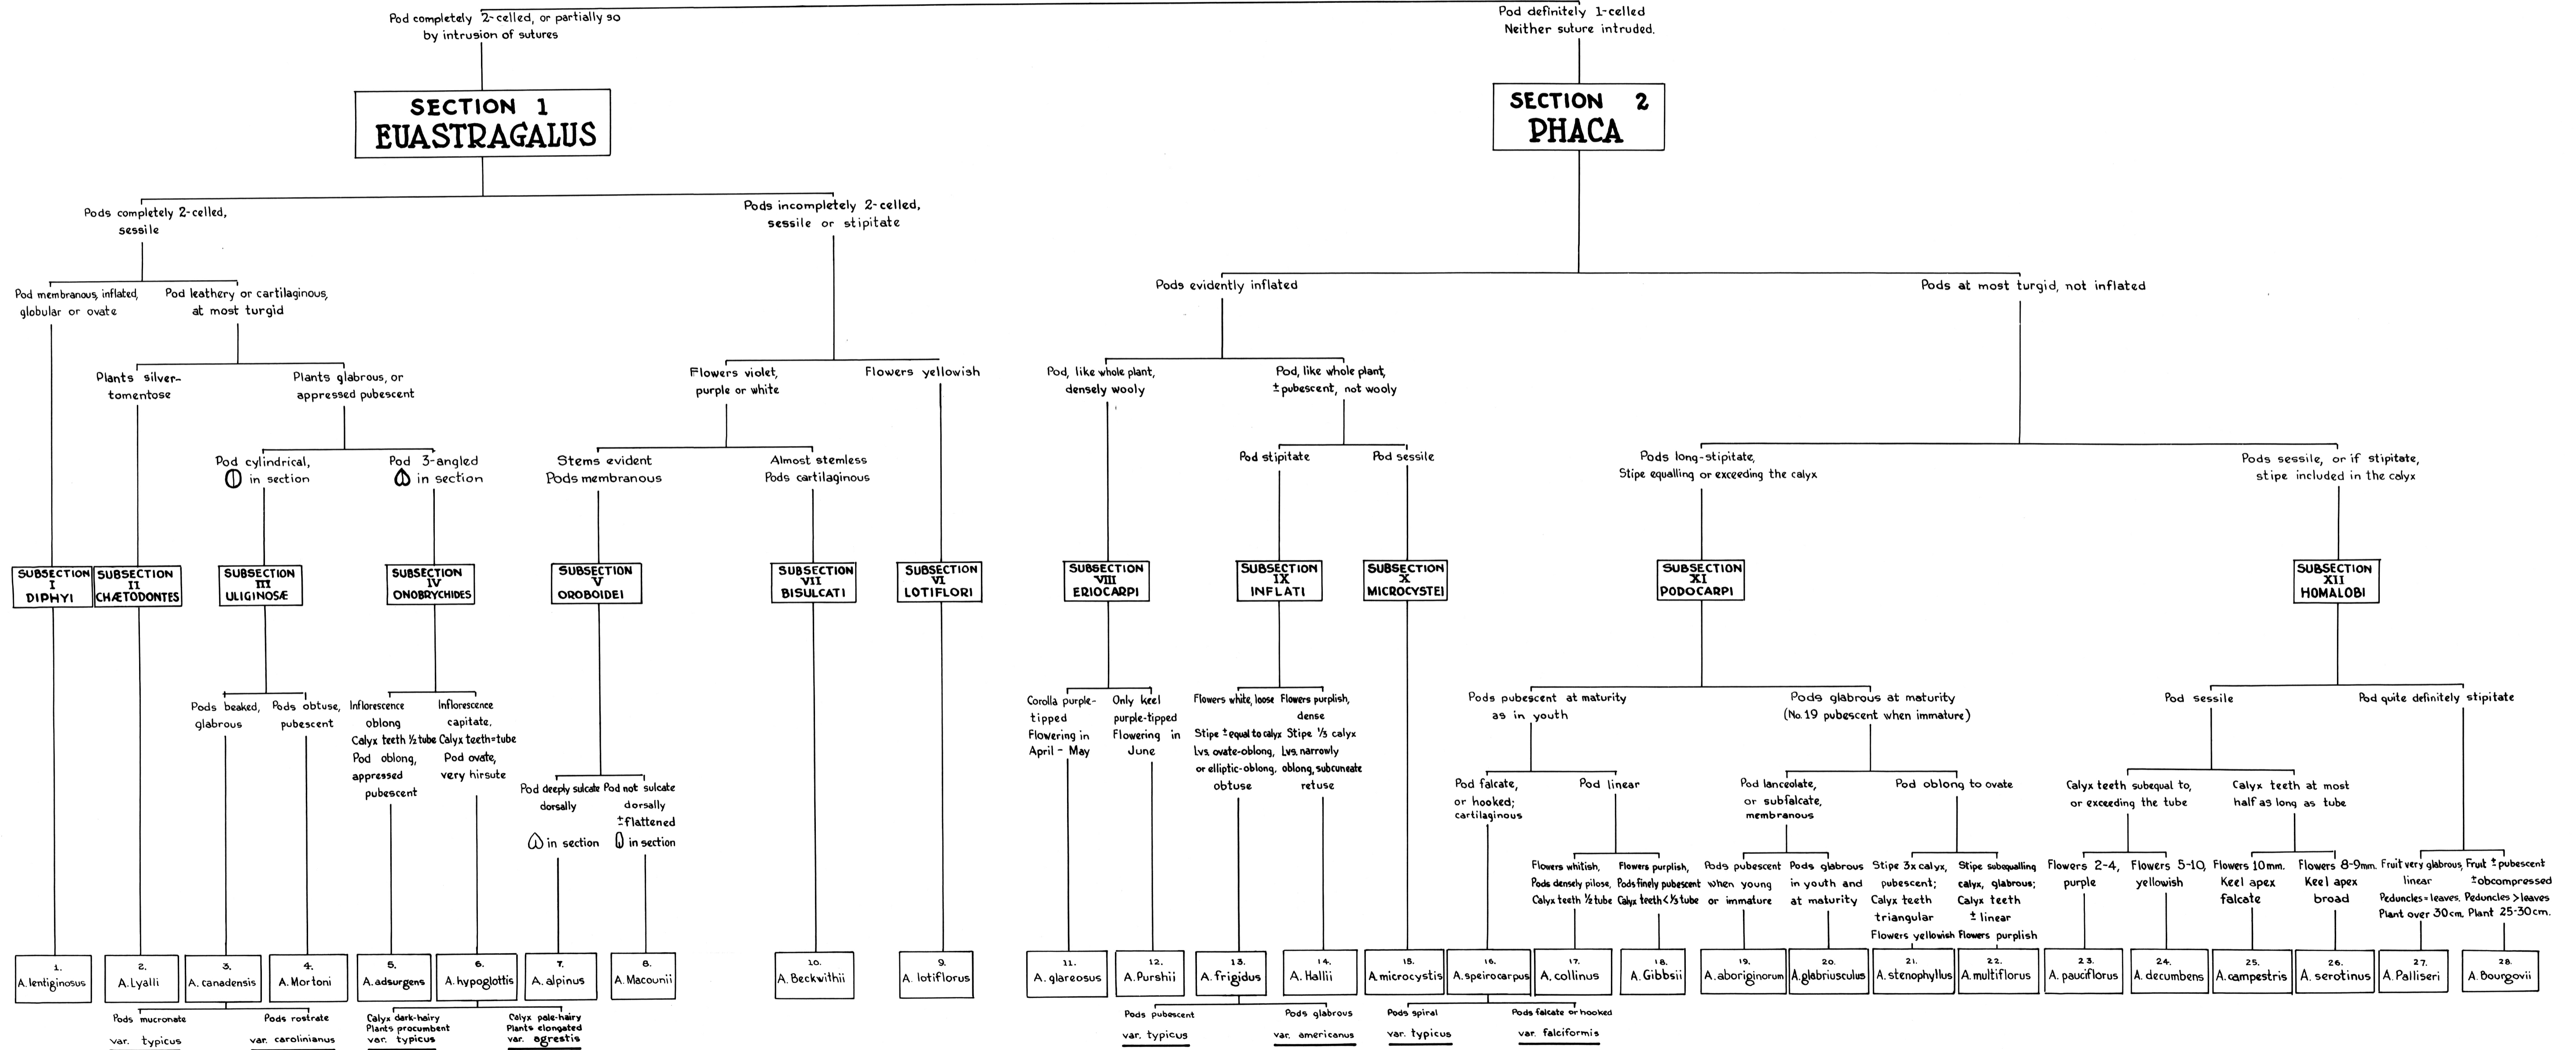 Pod completely 2-celled, or partially so
by intrusion of sutures
Pod definitely 1-celled
Neither suture intruded.
SECTION 1
EUASTRAGALUS
SECTION 2
PHACA
Pods completely 2-celled,
sessile
Pods incompletely 2-celled,
sessile or stipitate
Pods evidently inflated
Pods at most turgid, not inflated
Pod membranous, inflated,
globular or ovate
Pod leathery or cartilaginous,
at most turgid
Plants silver-
tomentose
Plants glabrous, or
appressed pubescent
Flowers violet,
purple or white
Flowers yellowish
Pod, like whole plant,
densely wooly
Pod, like whole plant,
±pubescent, not wooly
Pod cylindrical,
in section
Pod 3-angled
in section
Stems evident
Pods membranous
Almost stemless
Pods cartilaginous
Pod stipitate
Pod sessile
Pods long-stipitate,
Stipe equalling or exceeding the calyx
Pods sessile, or if stipitate,
stipe included in the calyx
SUBSECTION
I
DIPHYI
SUBSECTION
II
CHÆTODONTES
SUBSECTION
III
ULIGINOSÆ
SUBSECTION
IV
ONOBRYCHIDES
SUBSECTION
V
OROBOIDEI
SUBSECTION
VII
BISULCATI
SUBSECTION
VI
LOTIFLORI
SUBSECTION
VIII
ERIOCARPI
SUBSECTION
IX
INFLATI
SUBSECTION
X
MICROCYSTEI
SUBSECTION
XI
PODOCARPI
SUBSECTION
XII
HOMALOBI
Pods beaked,
glabrous
Pods obtuse,
pubescent
Inflorescence
oblong
Calyx teeth ½ tube
Pod oblong,
appressed
pubescent
Inflorescence
capitate.
Calyx teeth=tube
Pod ovate,
very hirsute
Pod deeply sulcate
dorsally
in section
Pod not sulcate
dorsally
±flattened
in section
Corolla purple-
tipped
Flowering in
April - May
Only keel
purple-tipped
Flowering in
June
Flowers white, loose
Stipe ± equal to calyx
Lvs. ovate-oblong,
or elliptic-oblong,
obtuse
Flowers purplish,
dense
Stipe ⅓ calyx
Lvs. narrowly
oblong, subcuneate
retuse
Pods pubescent at maturity
as in youth
Pods glabrous at maturity
(No. 19 pubescent when immature)
Pod sessile
Pod quite definitely stipitate
Pod falcate,
or hooked;
cartilaginous
Pod linear
Pod lanceolate,
or subfalcate,
membranous
Pod oblong to ovate
Calyx teeth subequal to,
or exceeding the tube
Calyx teeth at most
half as long as tube
Flowers whitish,
Pods densely pilose,
Calyx teeth ½ tube
Flowers purplish,
Pods finely pubescent
Calyx teeth < ⅓ tube
Pods pubescent
when young
or immature
Pods glabrous
in youth and
at maturity
Stipe 3x calyx,
pubescent;
Calyx teeth
triangular
Flowers yellowish
Stipe subequalling
calyx, glabrous;
Calyx teeth
± linear
Flowers purplish
Flowers 2-4,
purple
Flowers 5-10,
yellowish
Flowers 10mm.
Keel apex
falcate
Flowers 8-9mm.
Keel apex
broad
Fruit very glabrous,
linear
Peduncles=leaves.
Plant over 30cm.
Fruit ± pubescent
±obcompressed
Peduncles > leaves
Plant 25-30cm.
1.
A. lentiginosus
2.
A. Lyalli
3.
A. canadensis
4.
A. Mortoni
5.
A. adsurgens
6.
A. hypoglottis
7.
A. alpinus
8.
A. Macounii
10.
A. Beckwithii
9.
A. lotiflorus
11.
A. glareosus
12.
A. Purshii
13.
A. frigidus
14.
A. Hallii
15.
A. microcystis
16.
A. speirocarpus
17.
A. collinus
18.
A. Gibbsii
19.
A. aboriginorum
20.
A. glabriusculus
21.
A. stenophyllus
22.
A. multiflorus
23.
A. pauciflorus
24.
A. decumbens
25.
A. campestris
26.
A. serotinus
27.
A. Palliseri
28.
A. Bourgovii
Pods mucronate
var. typicus
Pods rostrate
var. carolinianus
Calyx dark-hairy
Plants procumbent
var. typicus
Calyx pale-hairy
Plants elongated
var. agrestis
Pods pubescent
var. typicus
Pods glabrous
var. americanus
Pods spiral
var. typicus
Pods falcate or hooked
var. falciformis